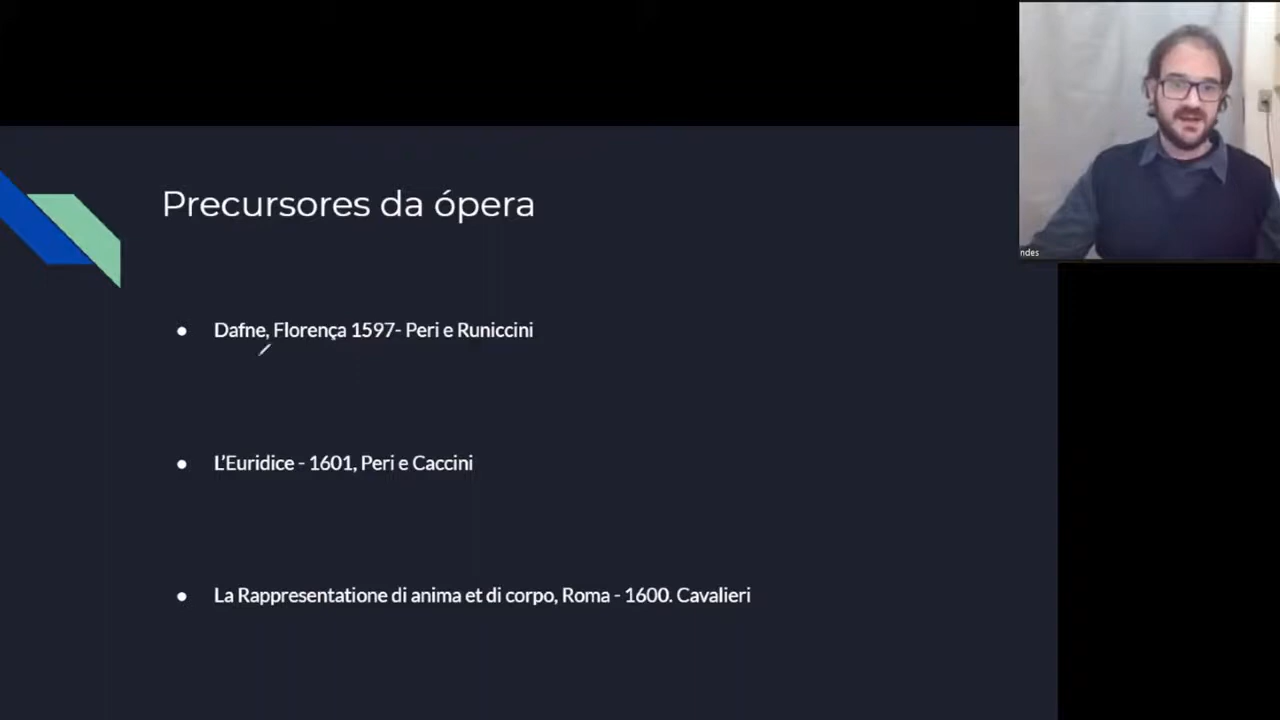 Precursores da ópera
ndes
● Dafne, Florença 1597- Peri e Runiccini
● L'Euridice - 1601, Peri e Caccini
● La Rappresentatione di anima et di corpo, Roma - 1600. Cavalieri